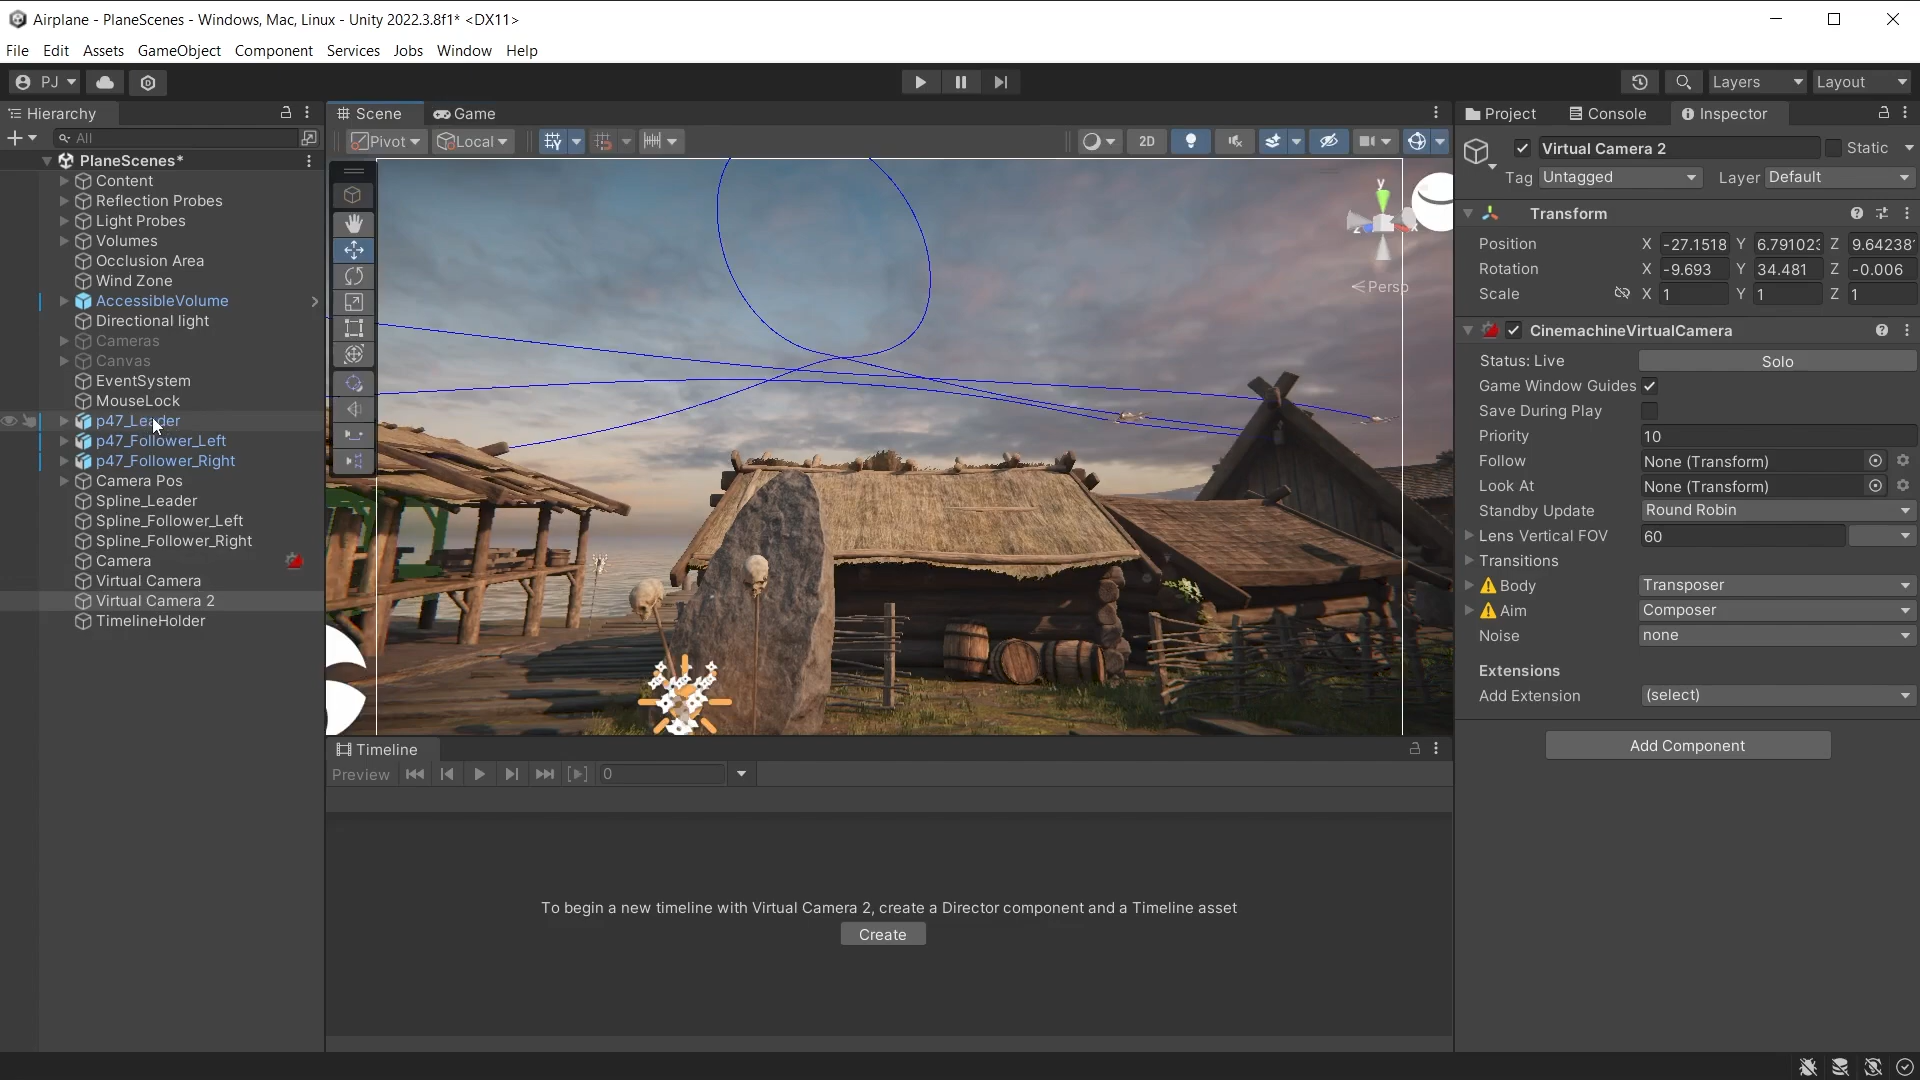 Airplane - PlaneScenes - Windows, Mac, Linux - Unity 2022.3.8f1* <DX11>
File Edit Assets GameObject Component Services Jobs Window Help
PJ Layers Layout
Hierarchy
All
PlaneScenes*
Content
Reflection Probes
Light Probes
Volumes
Occlusion Area
Wind Zone
AccessibleVolume
Directional light
Cameras
Canvas
EventSystem
MouseLock
p47_Leader
p47_Follower_Left
p47_Follower_Right
Camera Pos
Spline_Leader
Spline_Follower_Left
Spline_Follower_Right
Camera
Virtual Camera
Virtual Camera 2
TimelineHolder
Scene Game
Pivot Local 2D
y
z x
Persp
Timeline
Preview 0
To begin a new timeline with Virtual Camera 2, create a Director component and a Timeline asset
Create
Project Console Inspector
Virtual Camera 2 Static
Tag Untagged Layer Default
Transform
Position X -27.1518 Y 6.791023 Z 9.64238
Rotation X -9.693 Y 34.481 Z -0.006
Scale X 1 Y 1 Z 1
CinemachineVirtualCamera
Status: Live Solo
Game Window Guides
Save During Play
Priority 10
Follow None (Transform)
Look At None (Transform)
Standby Update Round Robin
Lens Vertical FOV 60
Transitions
Body Transposer
Aim Composer
Noise none
Extensions
Add Extension (select)
Add Component